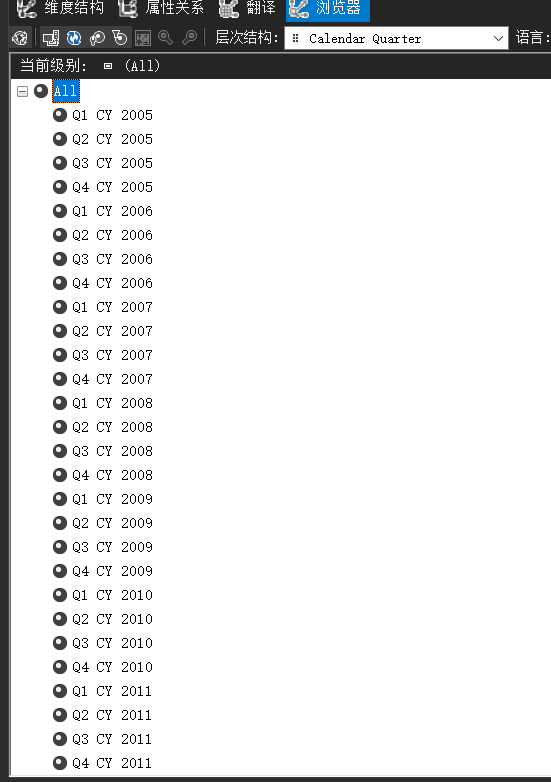 维度结构 属性关系 翻译 浏览器
层次结构: Calendar Quarter 语言:
当前级别: (All)
All
Q1 CY 2005
Q2 CY 2005
Q3 CY 2005
Q4 CY 2005
Q1 CY 2006
Q2 CY 2006
Q3 CY 2006
Q4 CY 2006
Q1 CY 2007
Q2 CY 2007
Q3 CY 2007
Q4 CY 2007
Q1 CY 2008
Q2 CY 2008
Q3 CY 2008
Q4 CY 2008
Q1 CY 2009
Q2 CY 2009
Q3 CY 2009
Q4 CY 2009
Q1 CY 2010
Q2 CY 2010
Q3 CY 2010
Q4 CY 2010
Q1 CY 2011
Q2 CY 2011
Q3 CY 2011
Q4 CY 2011